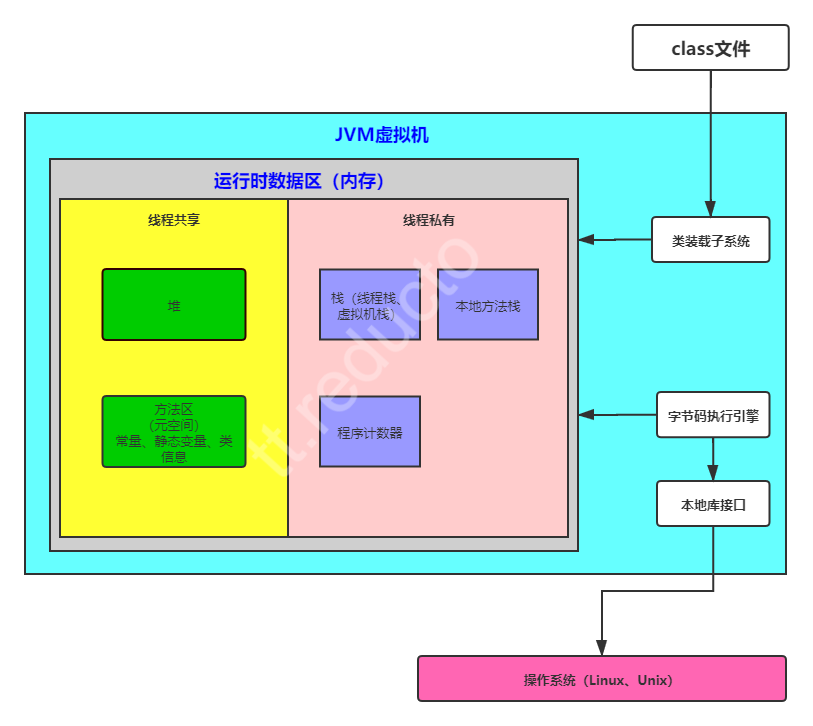 class文件
JVM虚拟机
运行时数据区（内存）
线程共享
线程私有
类装载子系统
堆
栈（线程栈、
虚拟机栈）
本地方法栈
方法区
（元空间）
常量、静态变量、类
信息
程序计数器
字节码执行引擎
本地库接口
操作系统（Linux、Unix）
tt.reducto